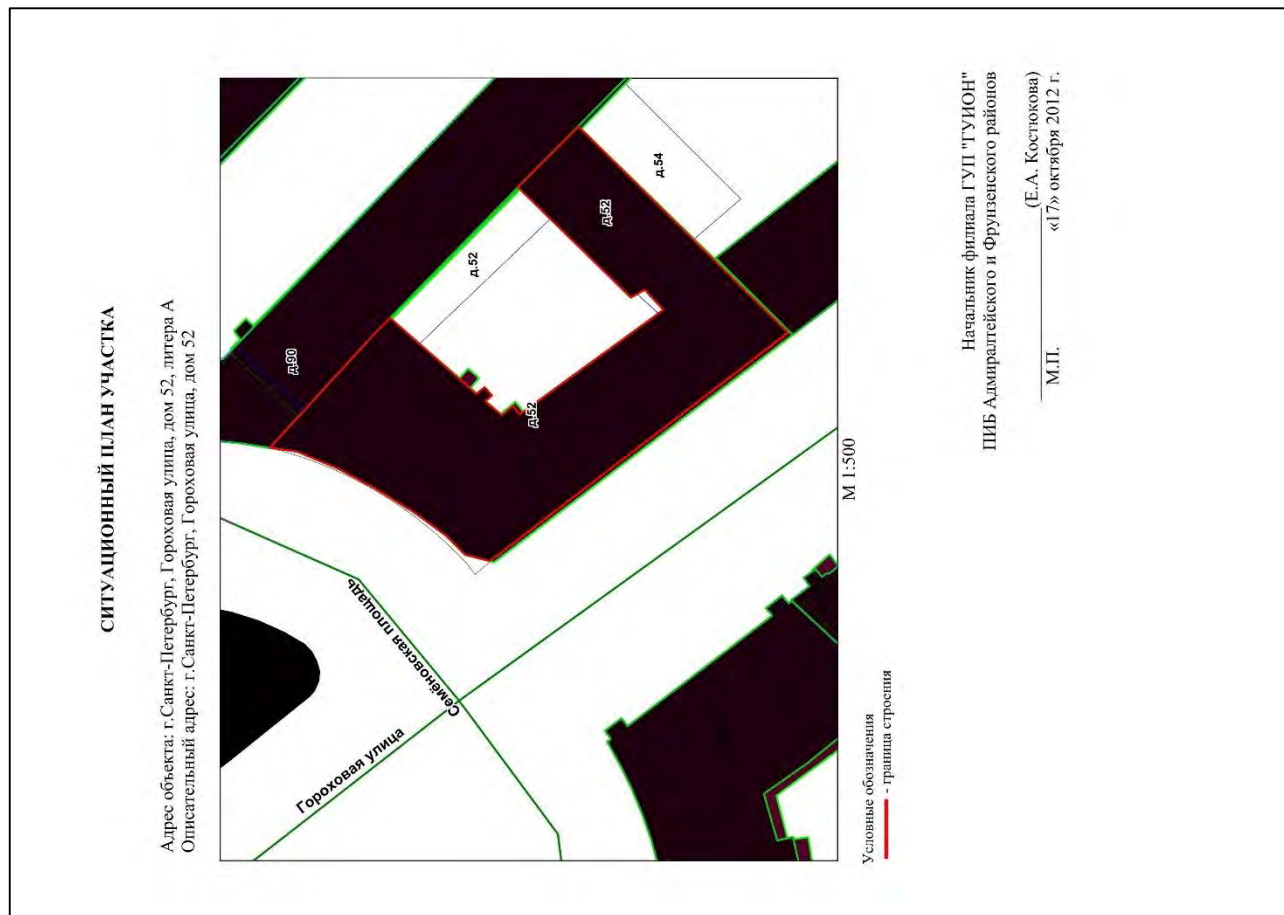 СИТУАЦИОННЫЙ ПЛАН УЧАСТКА
Адрес объекта: г.Санкт-Петербург, Гороховая улица, дом 52, литера А
Описательный адрес: г.Санкт-Петербург, Гороховая улица, дом 52
д.90
д.52
д.52
д.52
д.54
Семёновская площадь
Гороховая улица
М 1:500
Условные обозначения
- граница строения
Начальник филиала ГУП "ГУИОН"
ПИБ Адмиралтейского и Фрунзенского районов
(Е.А. Костюкова)
М.П. «17» октября 2012 г.